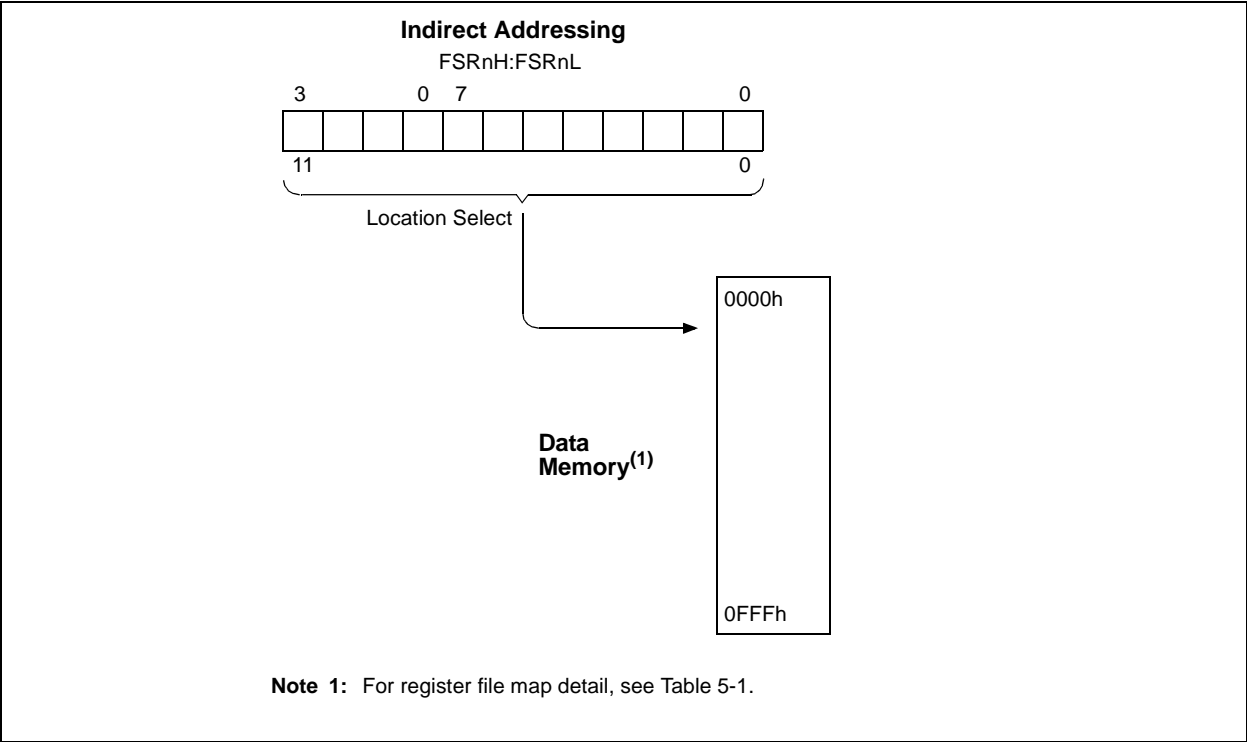 Indirect Addressing
FSRnH:FSRnL
3 0 7 0
11 0
Location Select
0000h
Data
Memory(1)
0FFFh
Note 1: For register file map detail, see Table 5-1.